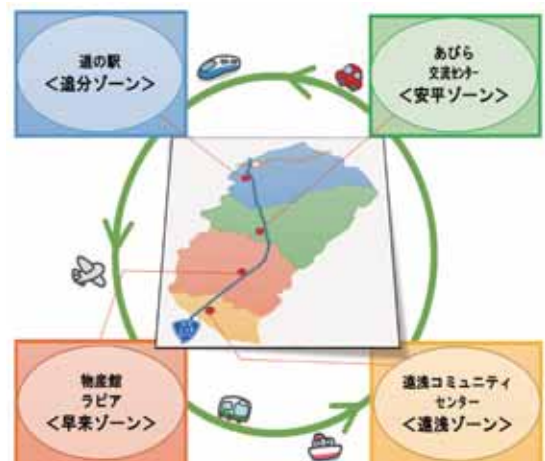 道の駅
<追分ゾーン>
あびら
交流センター
<安平ゾーン>
物産館
ラピア
<早来ゾーン>
遠浅コミュニティ
センター
<遠浅ゾーン>